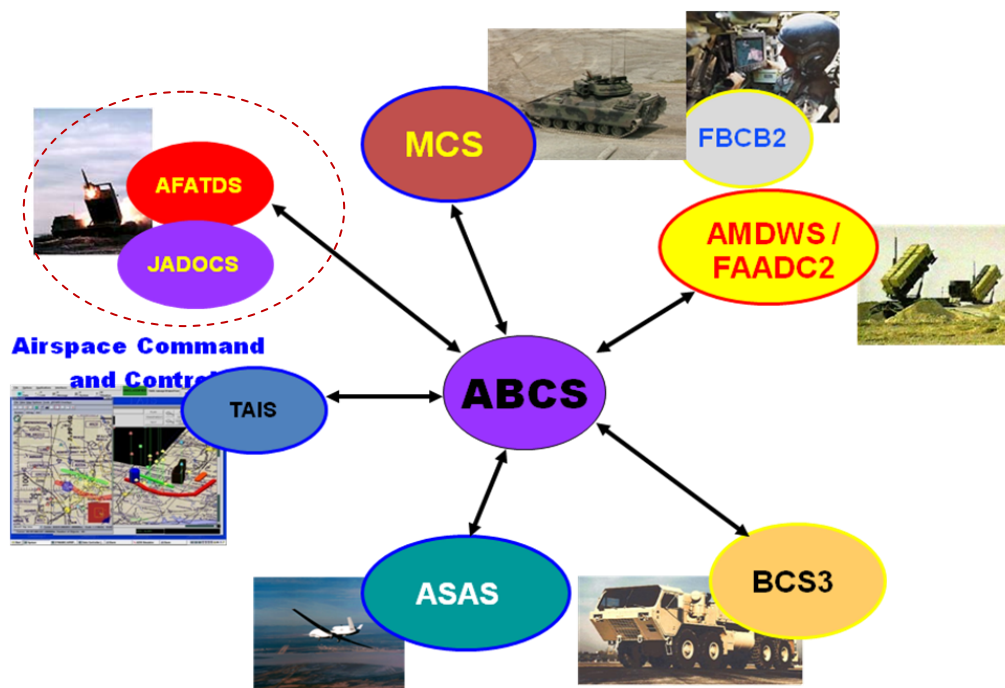 MCS
FBCB2
AFATDS
JADOCS
AMDWS /
FAADC2
Airspace Command
and Control
TAIS
ABCS
ASAS
BCS3